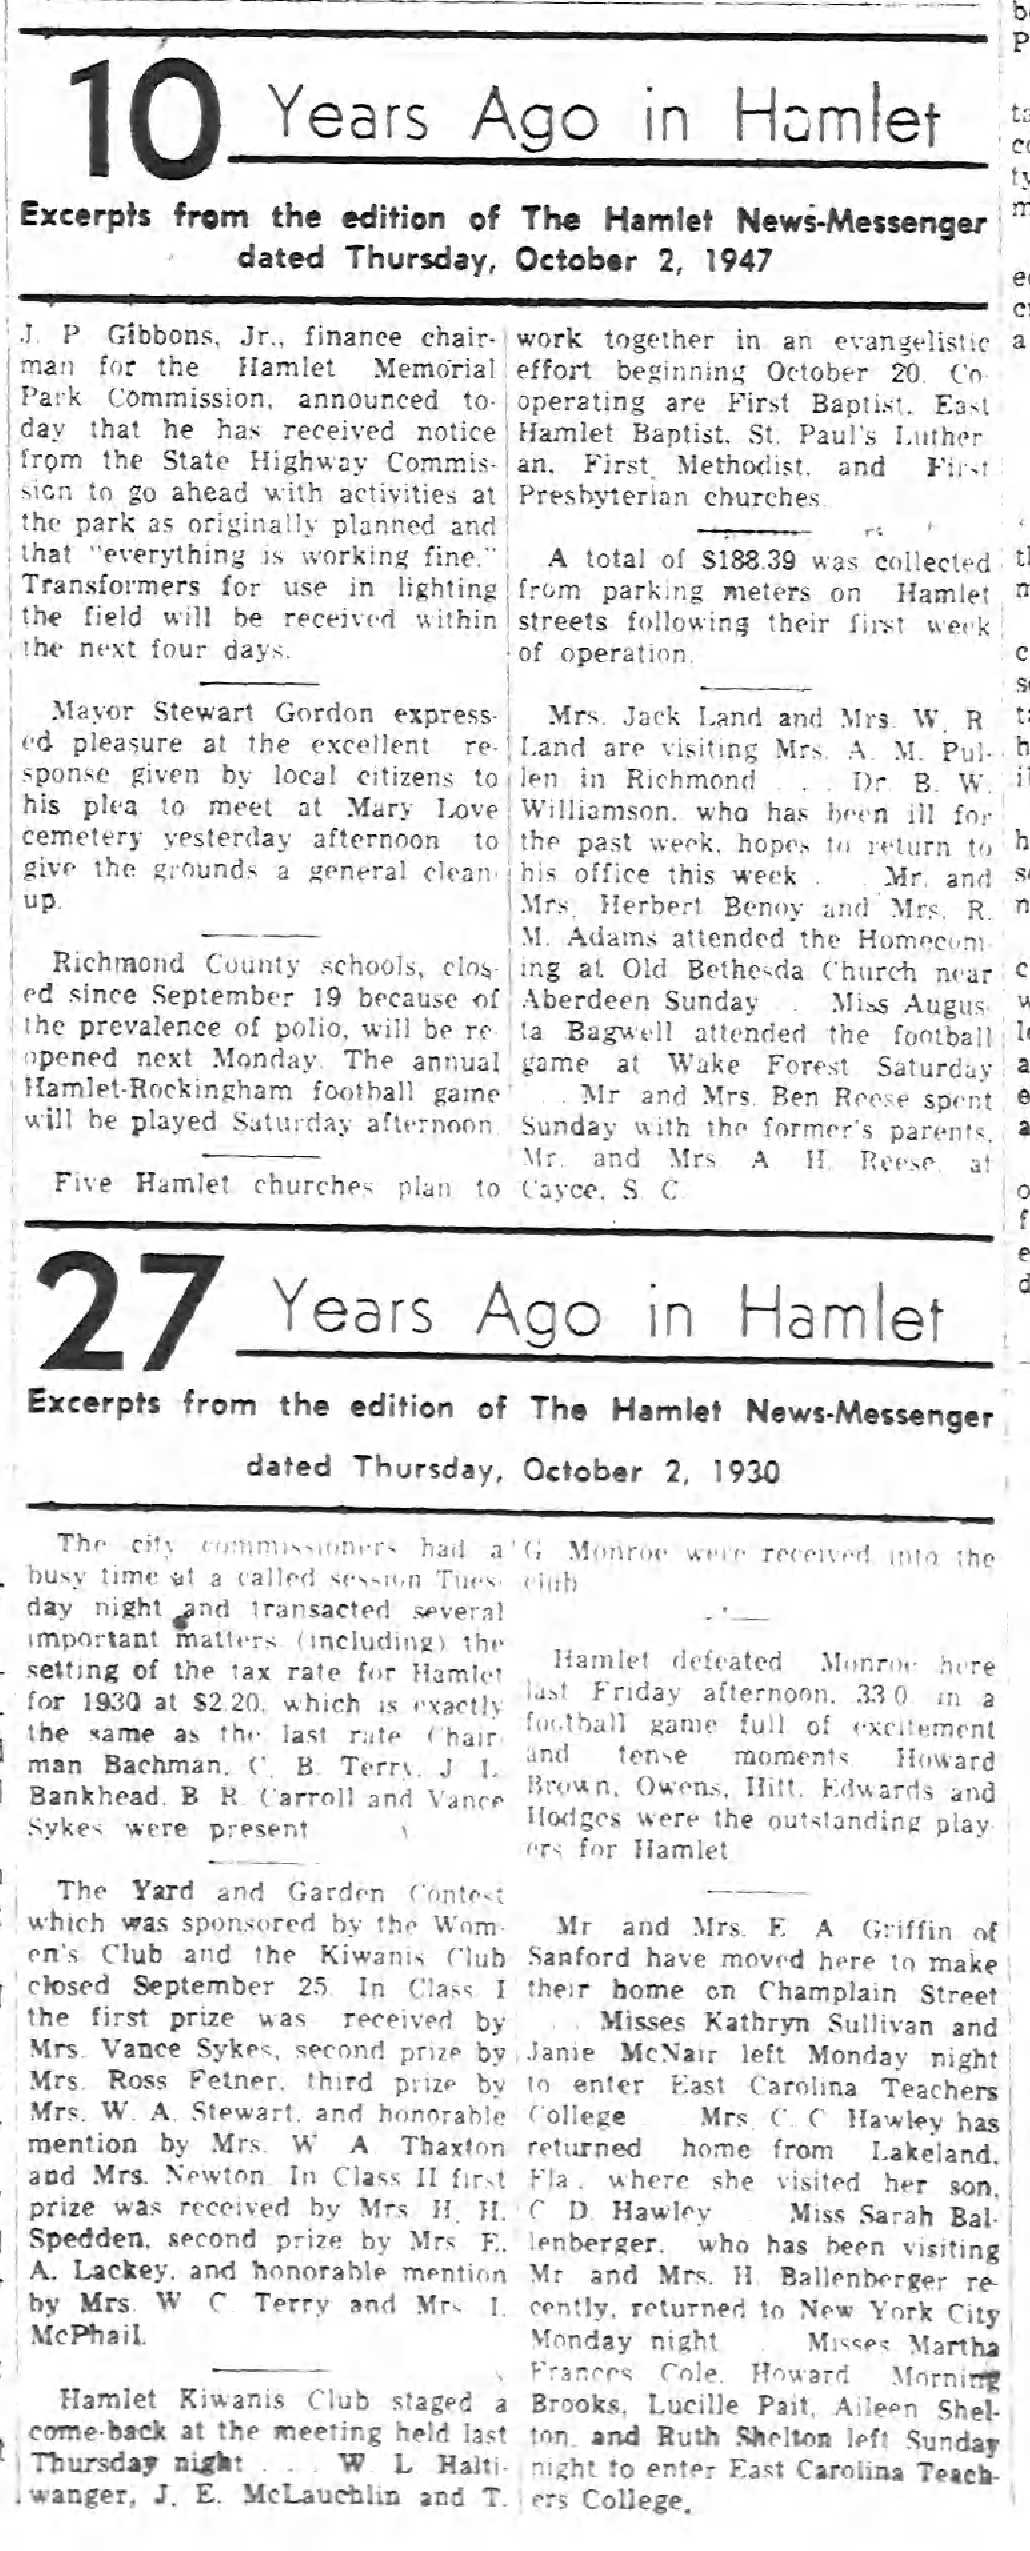 10 Years Ago in Hamlet
Excerpts from the edition of The Hamlet News-Messenger
dated Thursday, October 2, 1947
J. P Gibbons, Jr., finance chair-
man for the Hamlet Memorial
Park Commission, announced to-
day that he has received notice
from the State Highway Commis-
sion to go ahead with activities at
the park as originally planned and
that "everything is working fine."
Transformers for use in lighting
the field will be received within
the next four days.
Mayor Stewart Gordon express-
ed pleasure at the excellent re-
sponse given by local citizens to
his plea to meet at Mary Love
cemetery yesterday afternoon to
give the grounds a general clean
up.
Richmond County schools, clos-
ed since September 19 because of
the prevalence of polio, will be re-
opened next Monday. The annual
Hamlet-Rockingham football game
will be played Saturday afternoon.
Five Hamlet churches plan to
work together in an evangelistic
effort beginning October 20. Co-
operating are First Baptist, East
Hamlet Baptist, St. Paul's Luther
an, First Methodist, and First
Presbyterian churches.
A total of $188.39 was collected
from parking meters on Hamlet
streets following their first week
of operation.
Mrs. Jack Land and Mrs. W. R
Land are visiting Mrs. A. M. Pul-
len in Richmond . . . Dr. B. W.
Williamson, who has been ill for
the past week, hopes to return to
his office this week . Mr. and
Mrs. Herbert Benoy and Mrs. R.
M. Adams attended the Homecom-
ing at Old Bethesda Church near
Aberdeen Sunday . Miss Augus-
ta Bagwell attended the football
game at Wake Forest Saturday
. . Mr and Mrs. Ben Reese spent
Sunday with the former's parents,
Mr. and Mrs A H. Reese, at
Cayce, S. C.
27 Years Ago in Hamlet
Excerpts from the edition of The Hamlet News-Messenger
dated Thursday, October 2, 1930
The city commissioners had a
busy time at a called session Tues-
day night and transacted several
important matters (including) the
setting of the tax rate for Hamlet
for 1930 at $2.20, which is exactly
the same as the last rate Chair-
man Bachman, C. B. Terry, J. L.
Bankhead, B R. Carroll and Vance
Sykes were present
The Yard and Garden Contest
which was sponsored by the Wom-
en's Club and the Kiwanis Club
closed September 25. In Class I
the first prize was received by
Mrs. Vance Sykes, second prize by
Mrs. Ross Fetner, third prize by
Mrs. W. A. Stewart, and honorable
mention by Mrs. W A Thaxton
and Mrs. Newton. In Class II first
prize was received by Mrs H. H.
Spedden, second prize by Mrs E.
A. Lackey, and honorable mention
by Mrs. W C Terry and Mrs I.
McPhail.
Hamlet Kiwanis Club staged a
come-back at the meeting held last
Thursday night . . . W L Halti-
wanger, J. E. McLauchlin and T.
G Monroe were received into the
club
Hamlet defeated Monroe here
last Friday afternoon, 33 0 in a
football game full of excitement
and tense moments Howard
Brown, Owens, Hitt, Edwards and
Hodges were the outstanding play-
ers for Hamlet
Mr and Mrs. E A Griffin of
Sanford have moved here to make
their home on Champlain Street
. . Misses Kathryn Sullivan and
Janie McNair left Monday night
to enter East Carolina Teachers
College Mrs C C Hawley has
returned home from Lakeland,
Fla., where she visited her son,
C D. Hawley Miss Sarah Bal-
lenberger, who has been visiting
Mr and Mrs. H. Ballenberger re-
cently, returned to New York City
Monday night . Misses Martha
Frances Cole, Howard Morning
Brooks, Lucille Pait, Aileen Shel-
ton, and Ruth Shelton left Sunday
night to enter East Carolina Teach-
ers College.